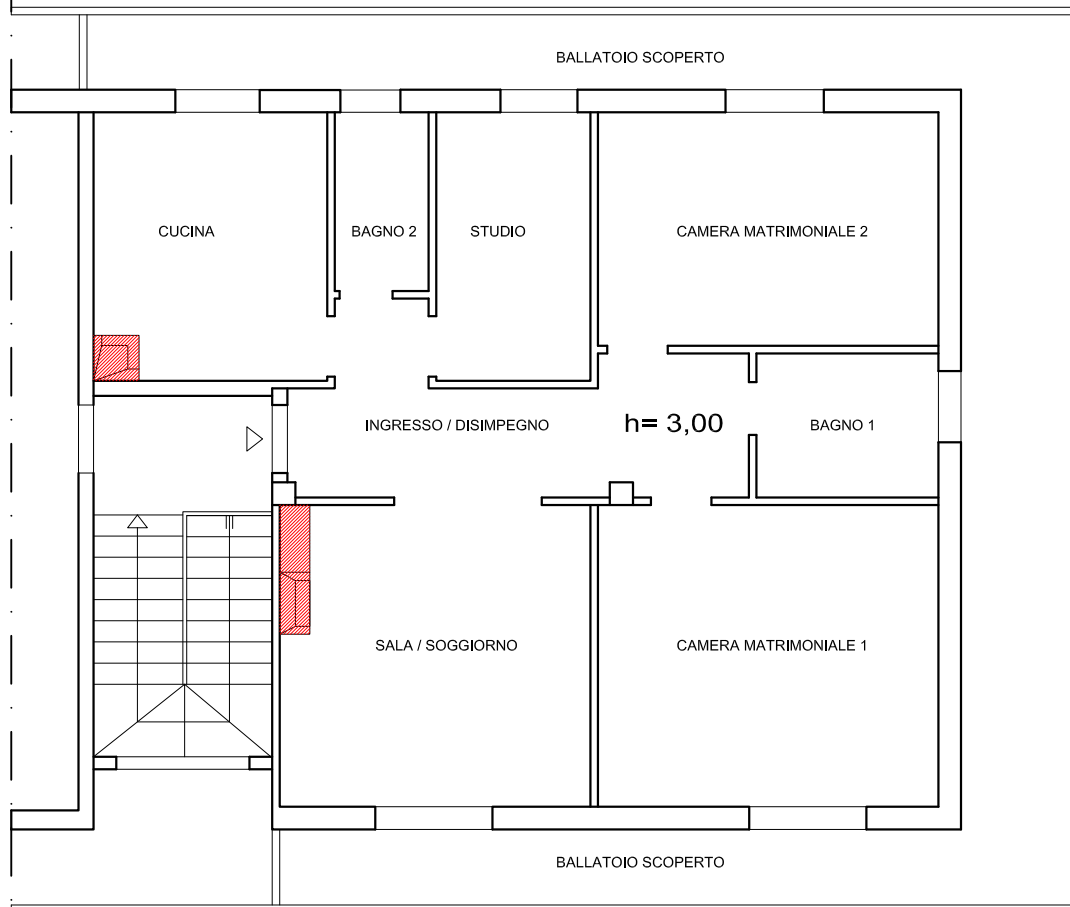 BALLATOIO SCOPERTO
CUCINA
BAGNO 2
STUDIO
CAMERA MATRIMONIALE 2
INGRESSO / DISIMPEGNO
h= 3,00
BAGNO 1
SALA / SOGGIORNO
CAMERA MATRIMONIALE 1
BALLATOIO SCOPERTO